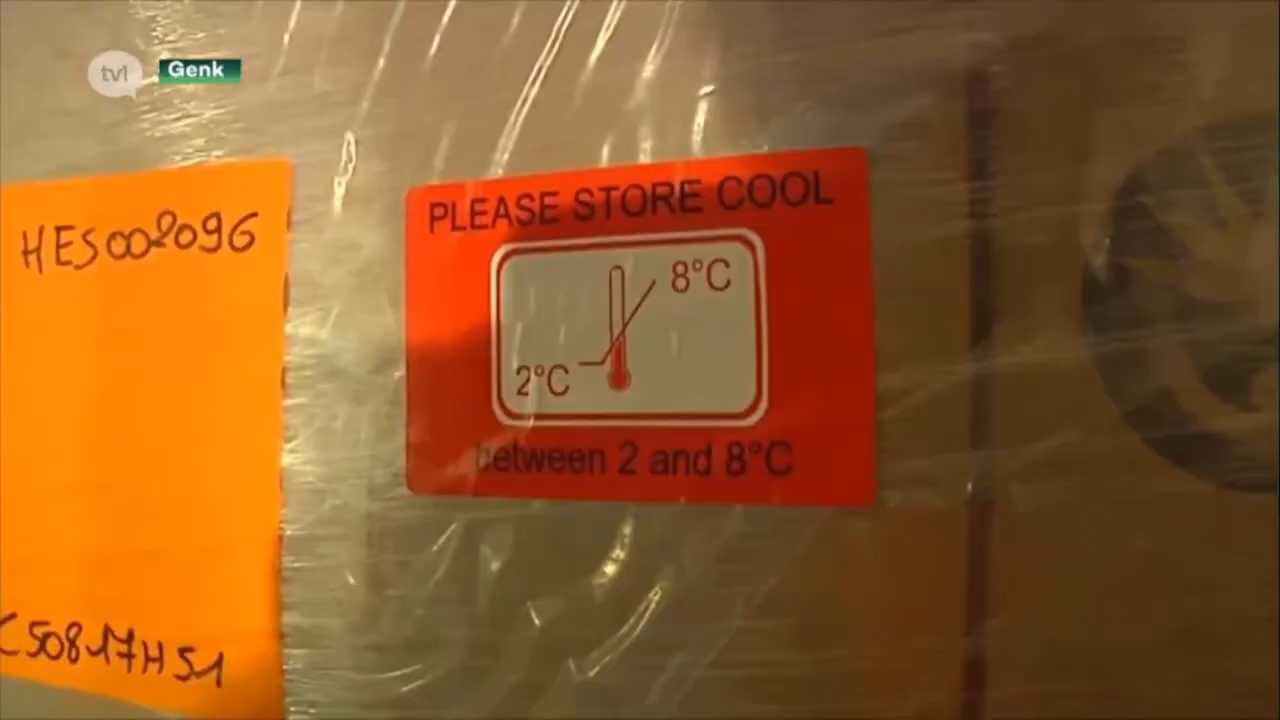 tvl
Genk
HES002096
PLEASE STORE COOL
8°C
2°C
between 2 and 8°C
C50817H51